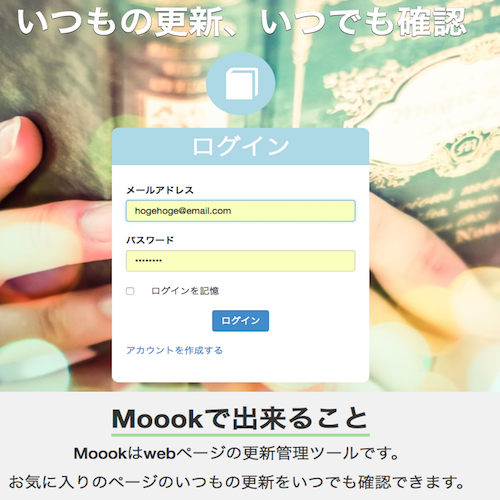 いつもの更新、いつでも確認
ログイン
メールアドレス
hogehoge@email.com
パスワード
••••••••
ログインを記憶
ログイン
アカウントを作成する
Moookで出来ること
Moookはwebページの更新管理ツールです。
お気に入りのページのいつもの更新をいつでも確認できます。